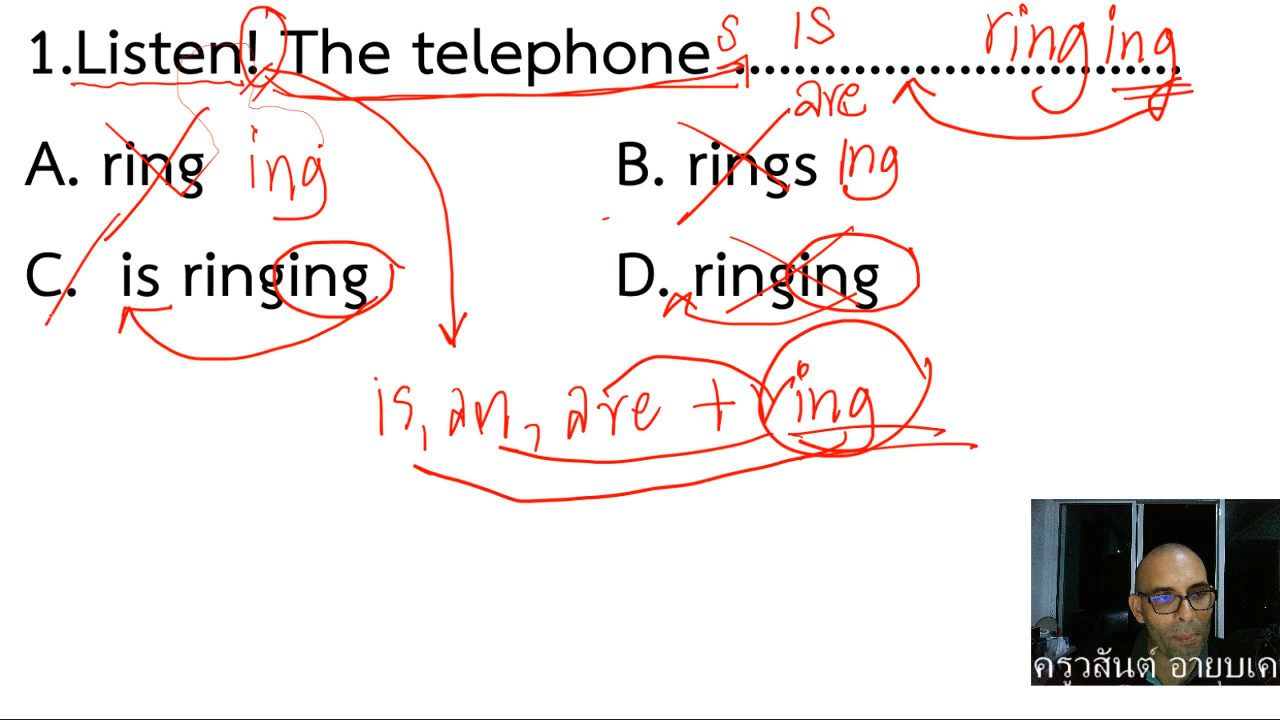 s is ringing
1.Listen! The telephone ..............................
are
A. ring ing B. rings ing
C. is ringing D. ringing
is, am, are + Ving
ครูวสันต์ อายุบเค